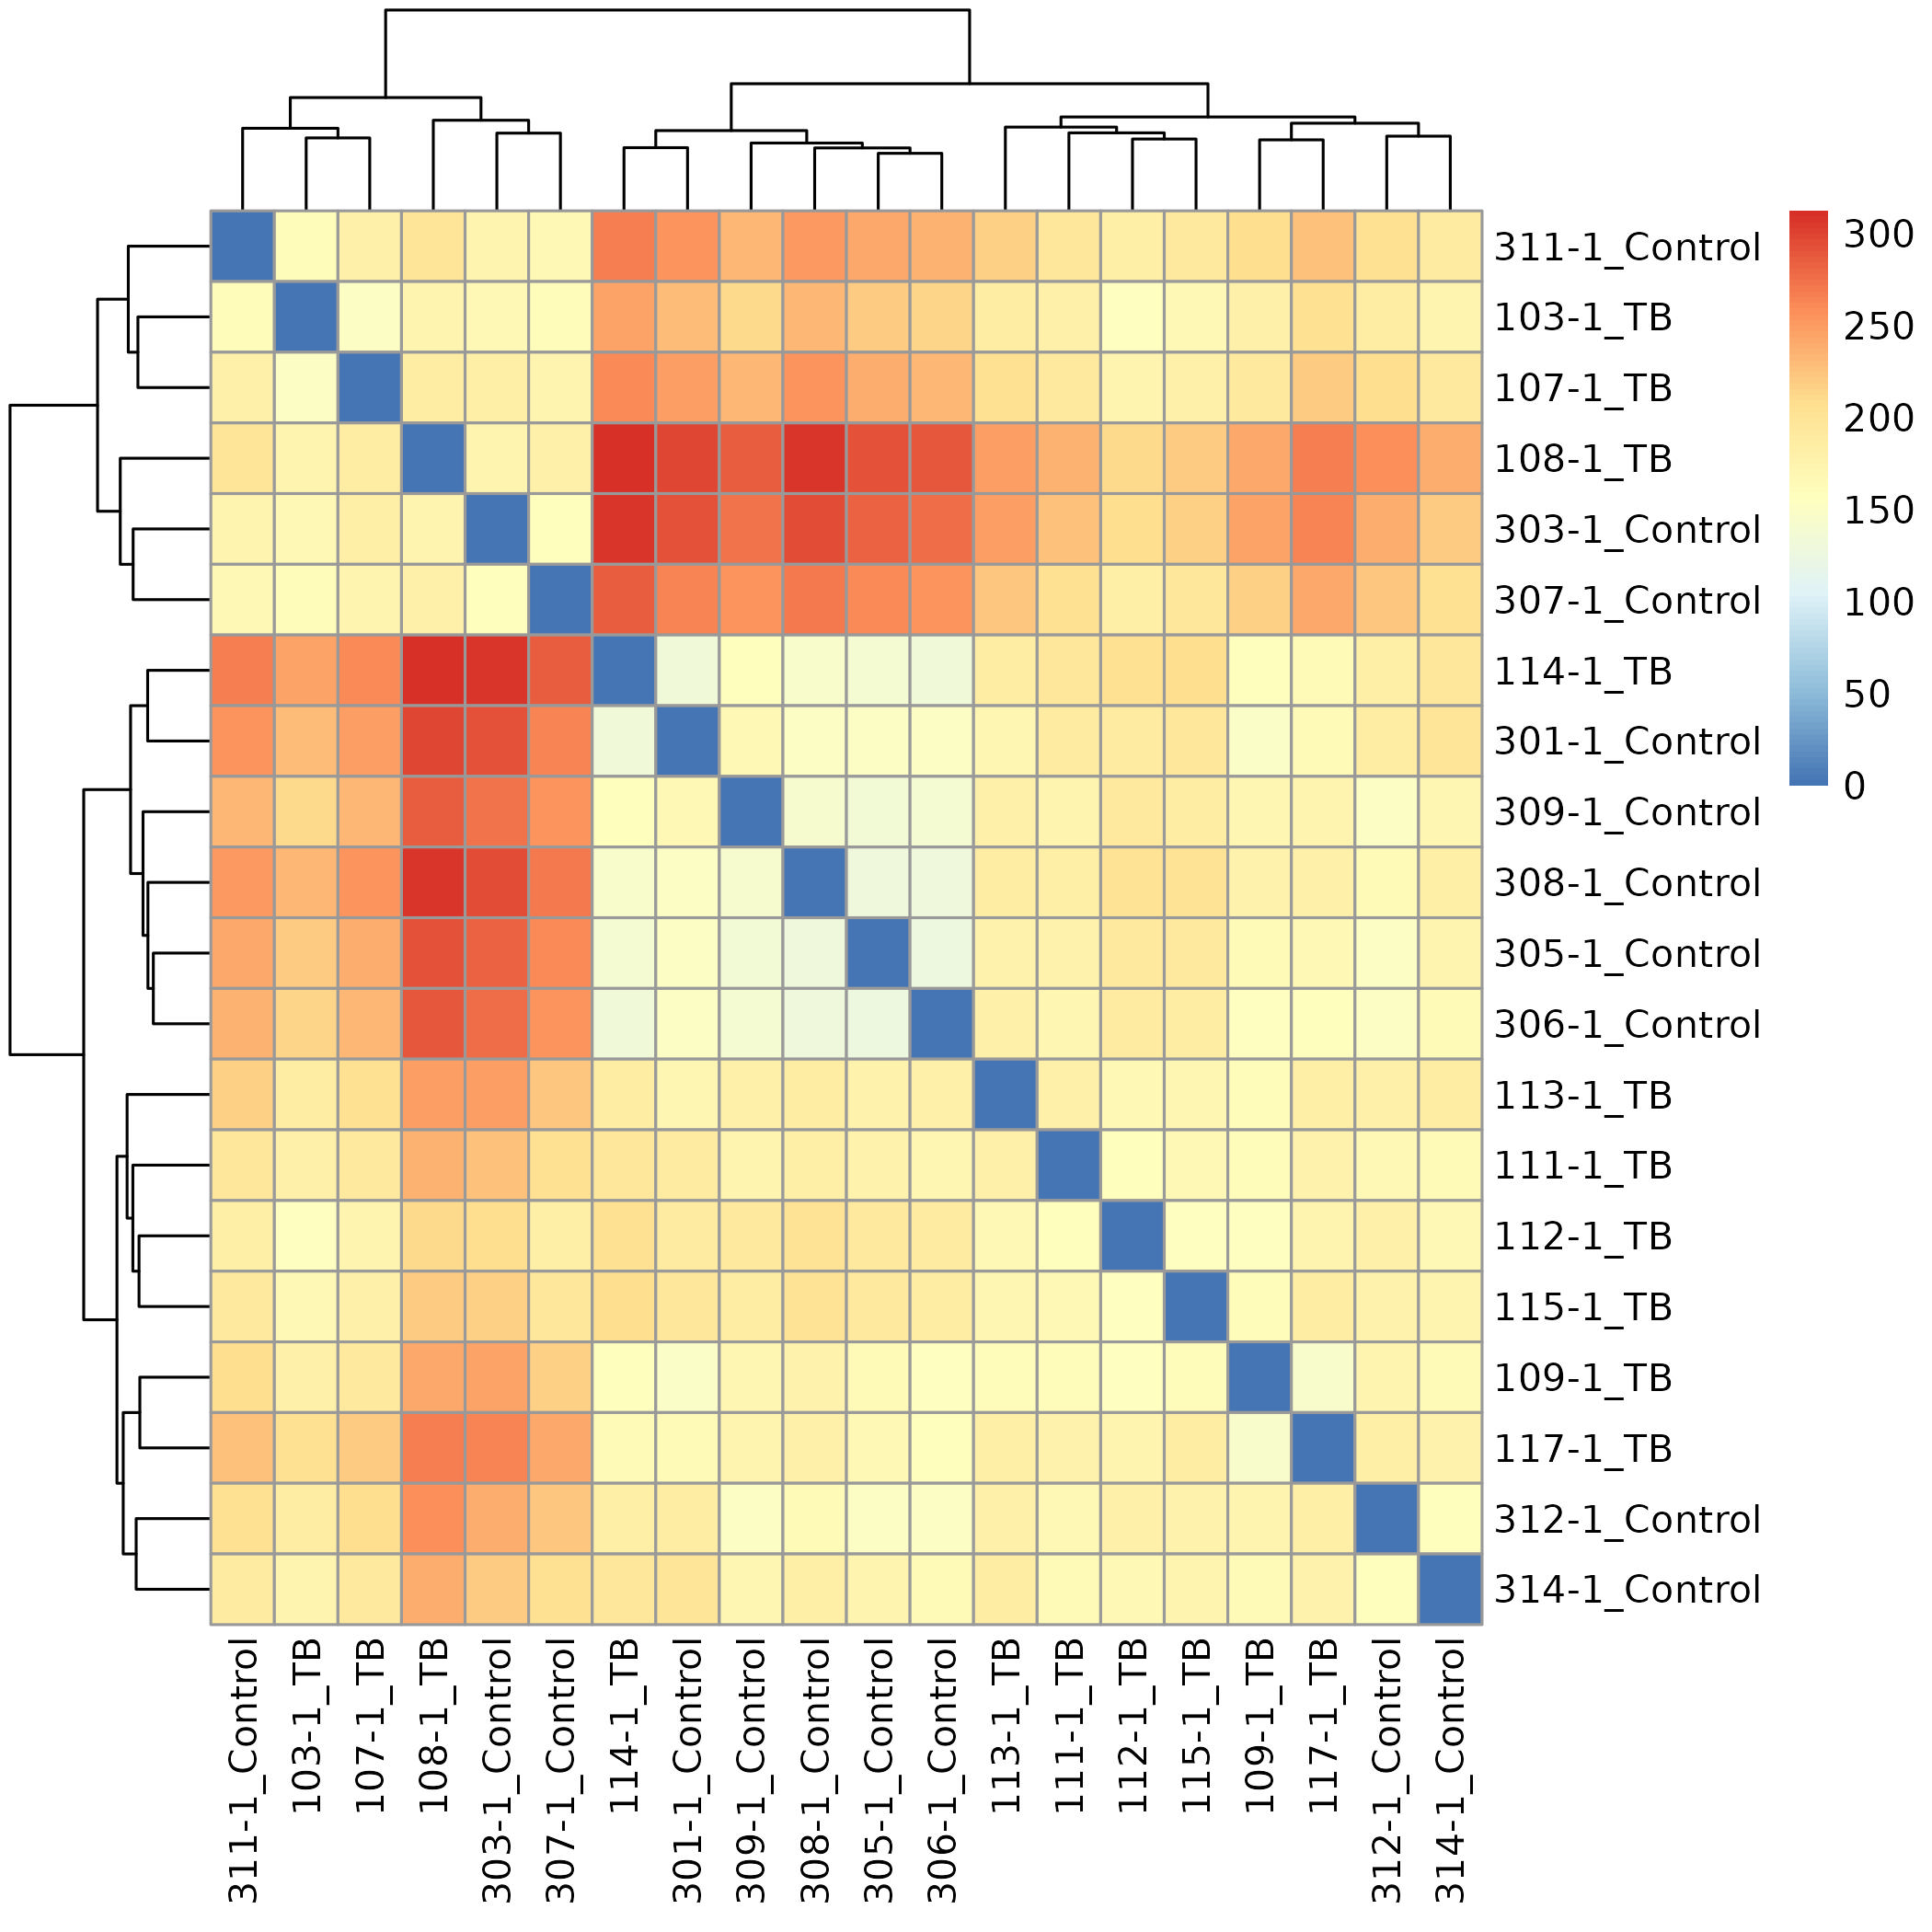 311-1_Control
103-1_TB
107-1_TB
108-1_TB
303-1_Control
307-1_Control
114-1_TB
301-1_Control
309-1_Control
308-1_Control
305-1_Control
306-1_Control
113-1_TB
111-1_TB
112-1_TB
115-1_TB
109-1_TB
117-1_TB
312-1_Control
314-1_Control
300
250
200
150
100
50
0
311-1_Control
103-1_TB
107-1_TB
108-1_TB
303-1_Control
307-1_Control
114-1_TB
301-1_Control
309-1_Control
308-1_Control
305-1_Control
306-1_Control
113-1_TB
111-1_TB
112-1_TB
115-1_TB
109-1_TB
117-1_TB
312-1_Control
314-1_Control